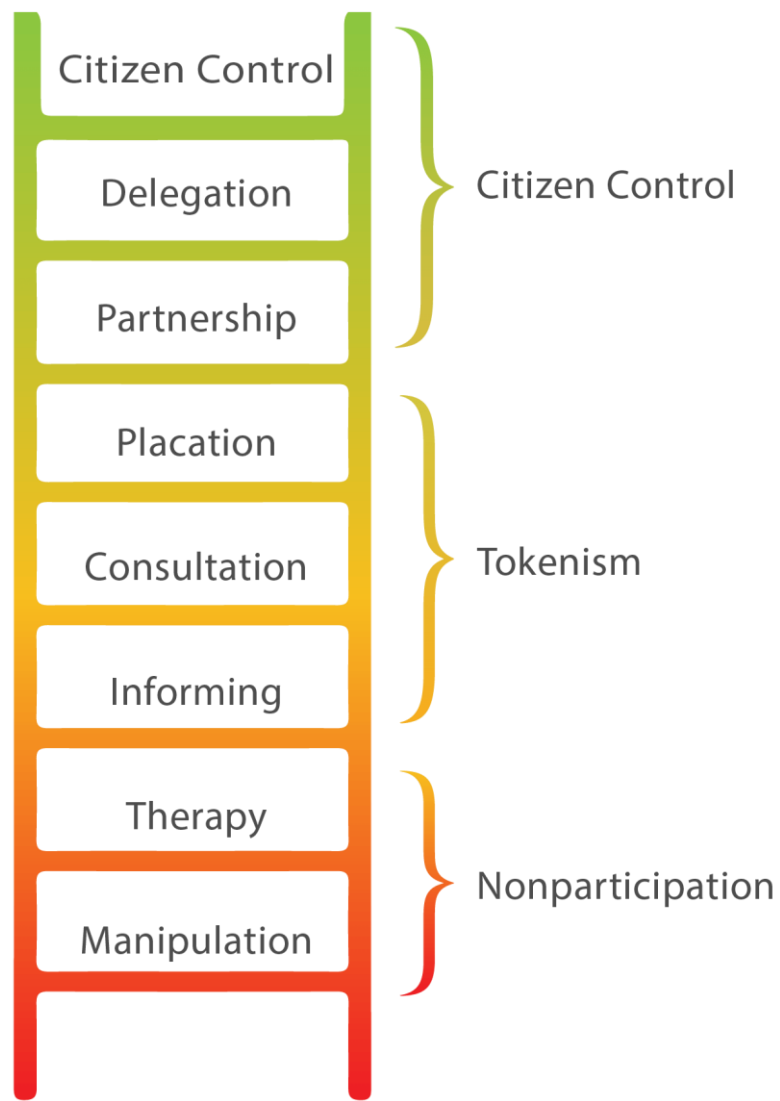 Citizen Control
Delegation
Partnership
Citizen Control
Placation
Consultation
Informing
Tokenism
Therapy
Manipulation
Nonparticipation